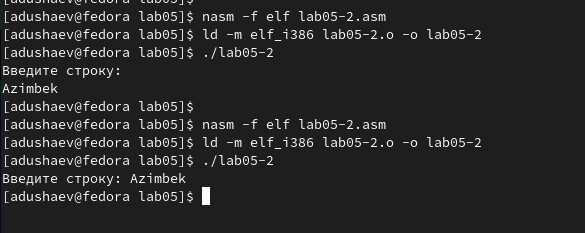 [adushaev@fedora lab05]$ nasm -f elf lab05-2.asm
[adushaev@fedora lab05]$ ld -m elf_i386 lab05-2.o -o lab05-2
[adushaev@fedora lab05]$ ./lab05-2
Введите строку:
Azimbek
[adushaev@fedora lab05]$
[adushaev@fedora lab05]$ nasm -f elf lab05-2.asm
[adushaev@fedora lab05]$ ld -m elf_i386 lab05-2.o -o lab05-2
[adushaev@fedora lab05]$ ./lab05-2
Введите строку: Azimbek
[adushaev@fedora lab05]$